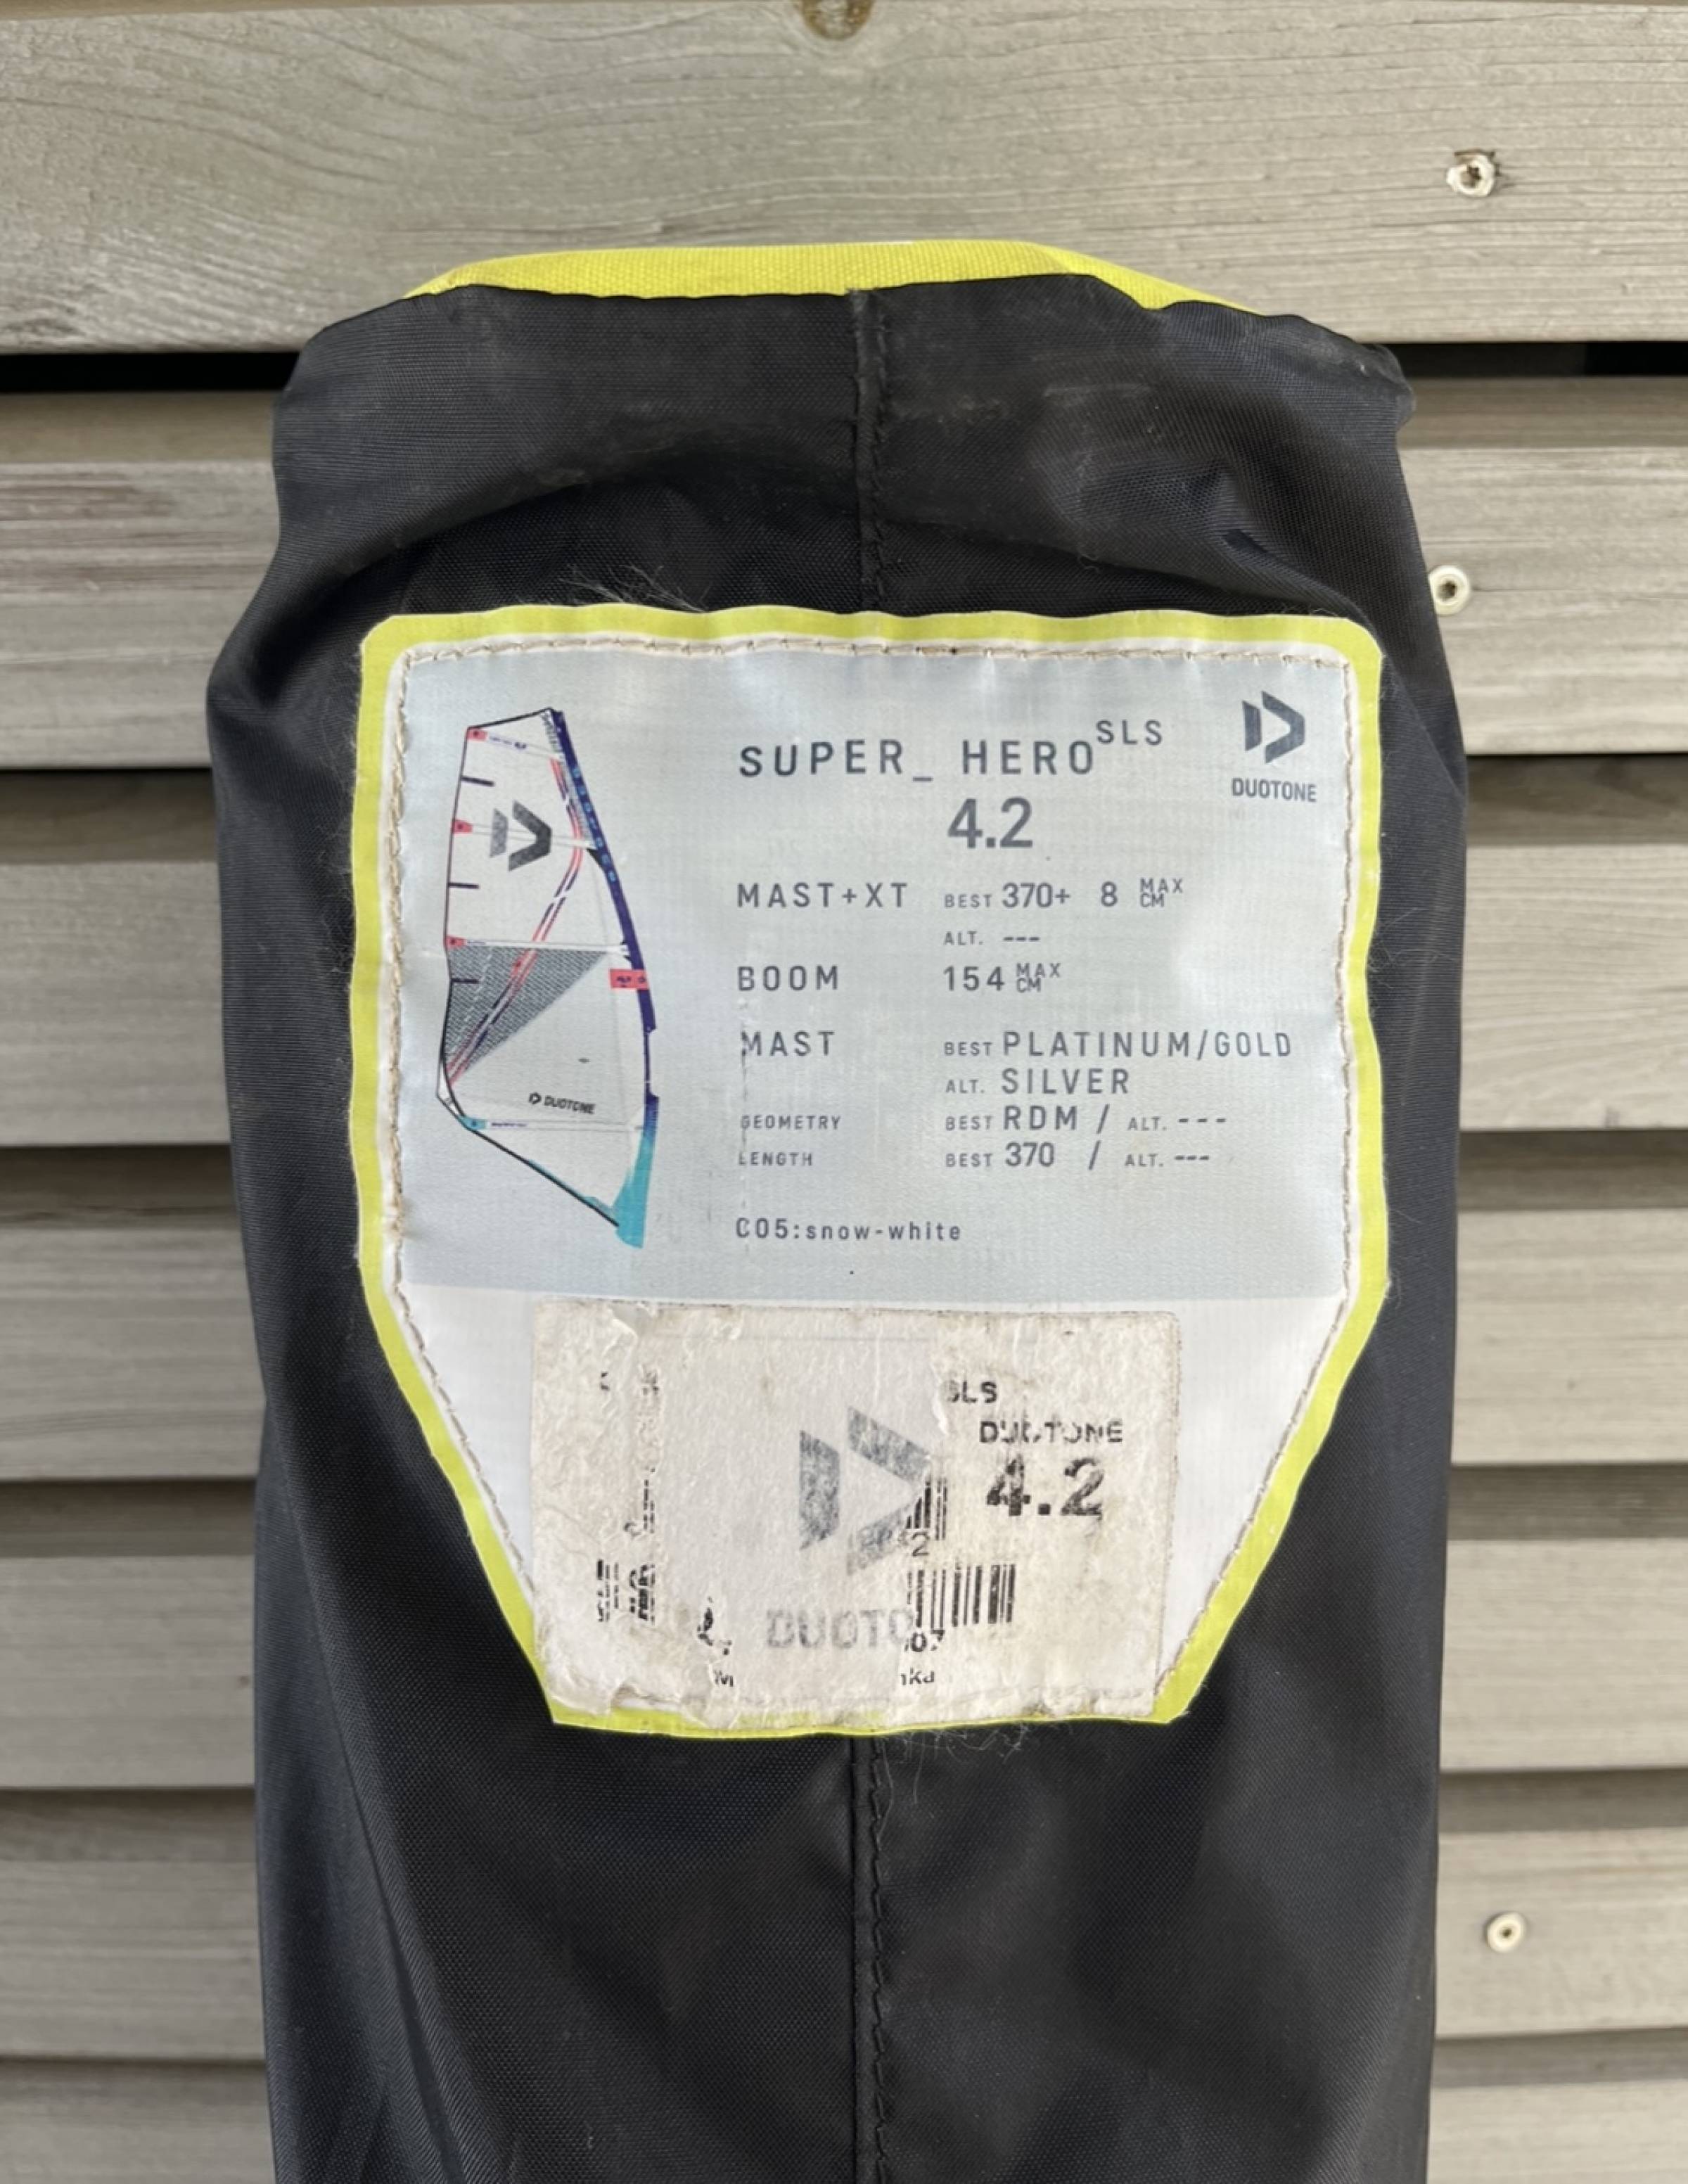 SUPER_ HERO SLS
DUOTONE
4.2
MAST+XT BEST 370+ 8 MAX CM
ALT. ---
BOOM 154 MAX CM
MAST BEST PLATINUM/GOLD
ALT. SILVER
GEOMETRY BEST RDM / ALT. ---
LENGTH BEST 370 / ALT. ---
C05:snow-white
DUOTONE
SLS
DUOTONE
4.2